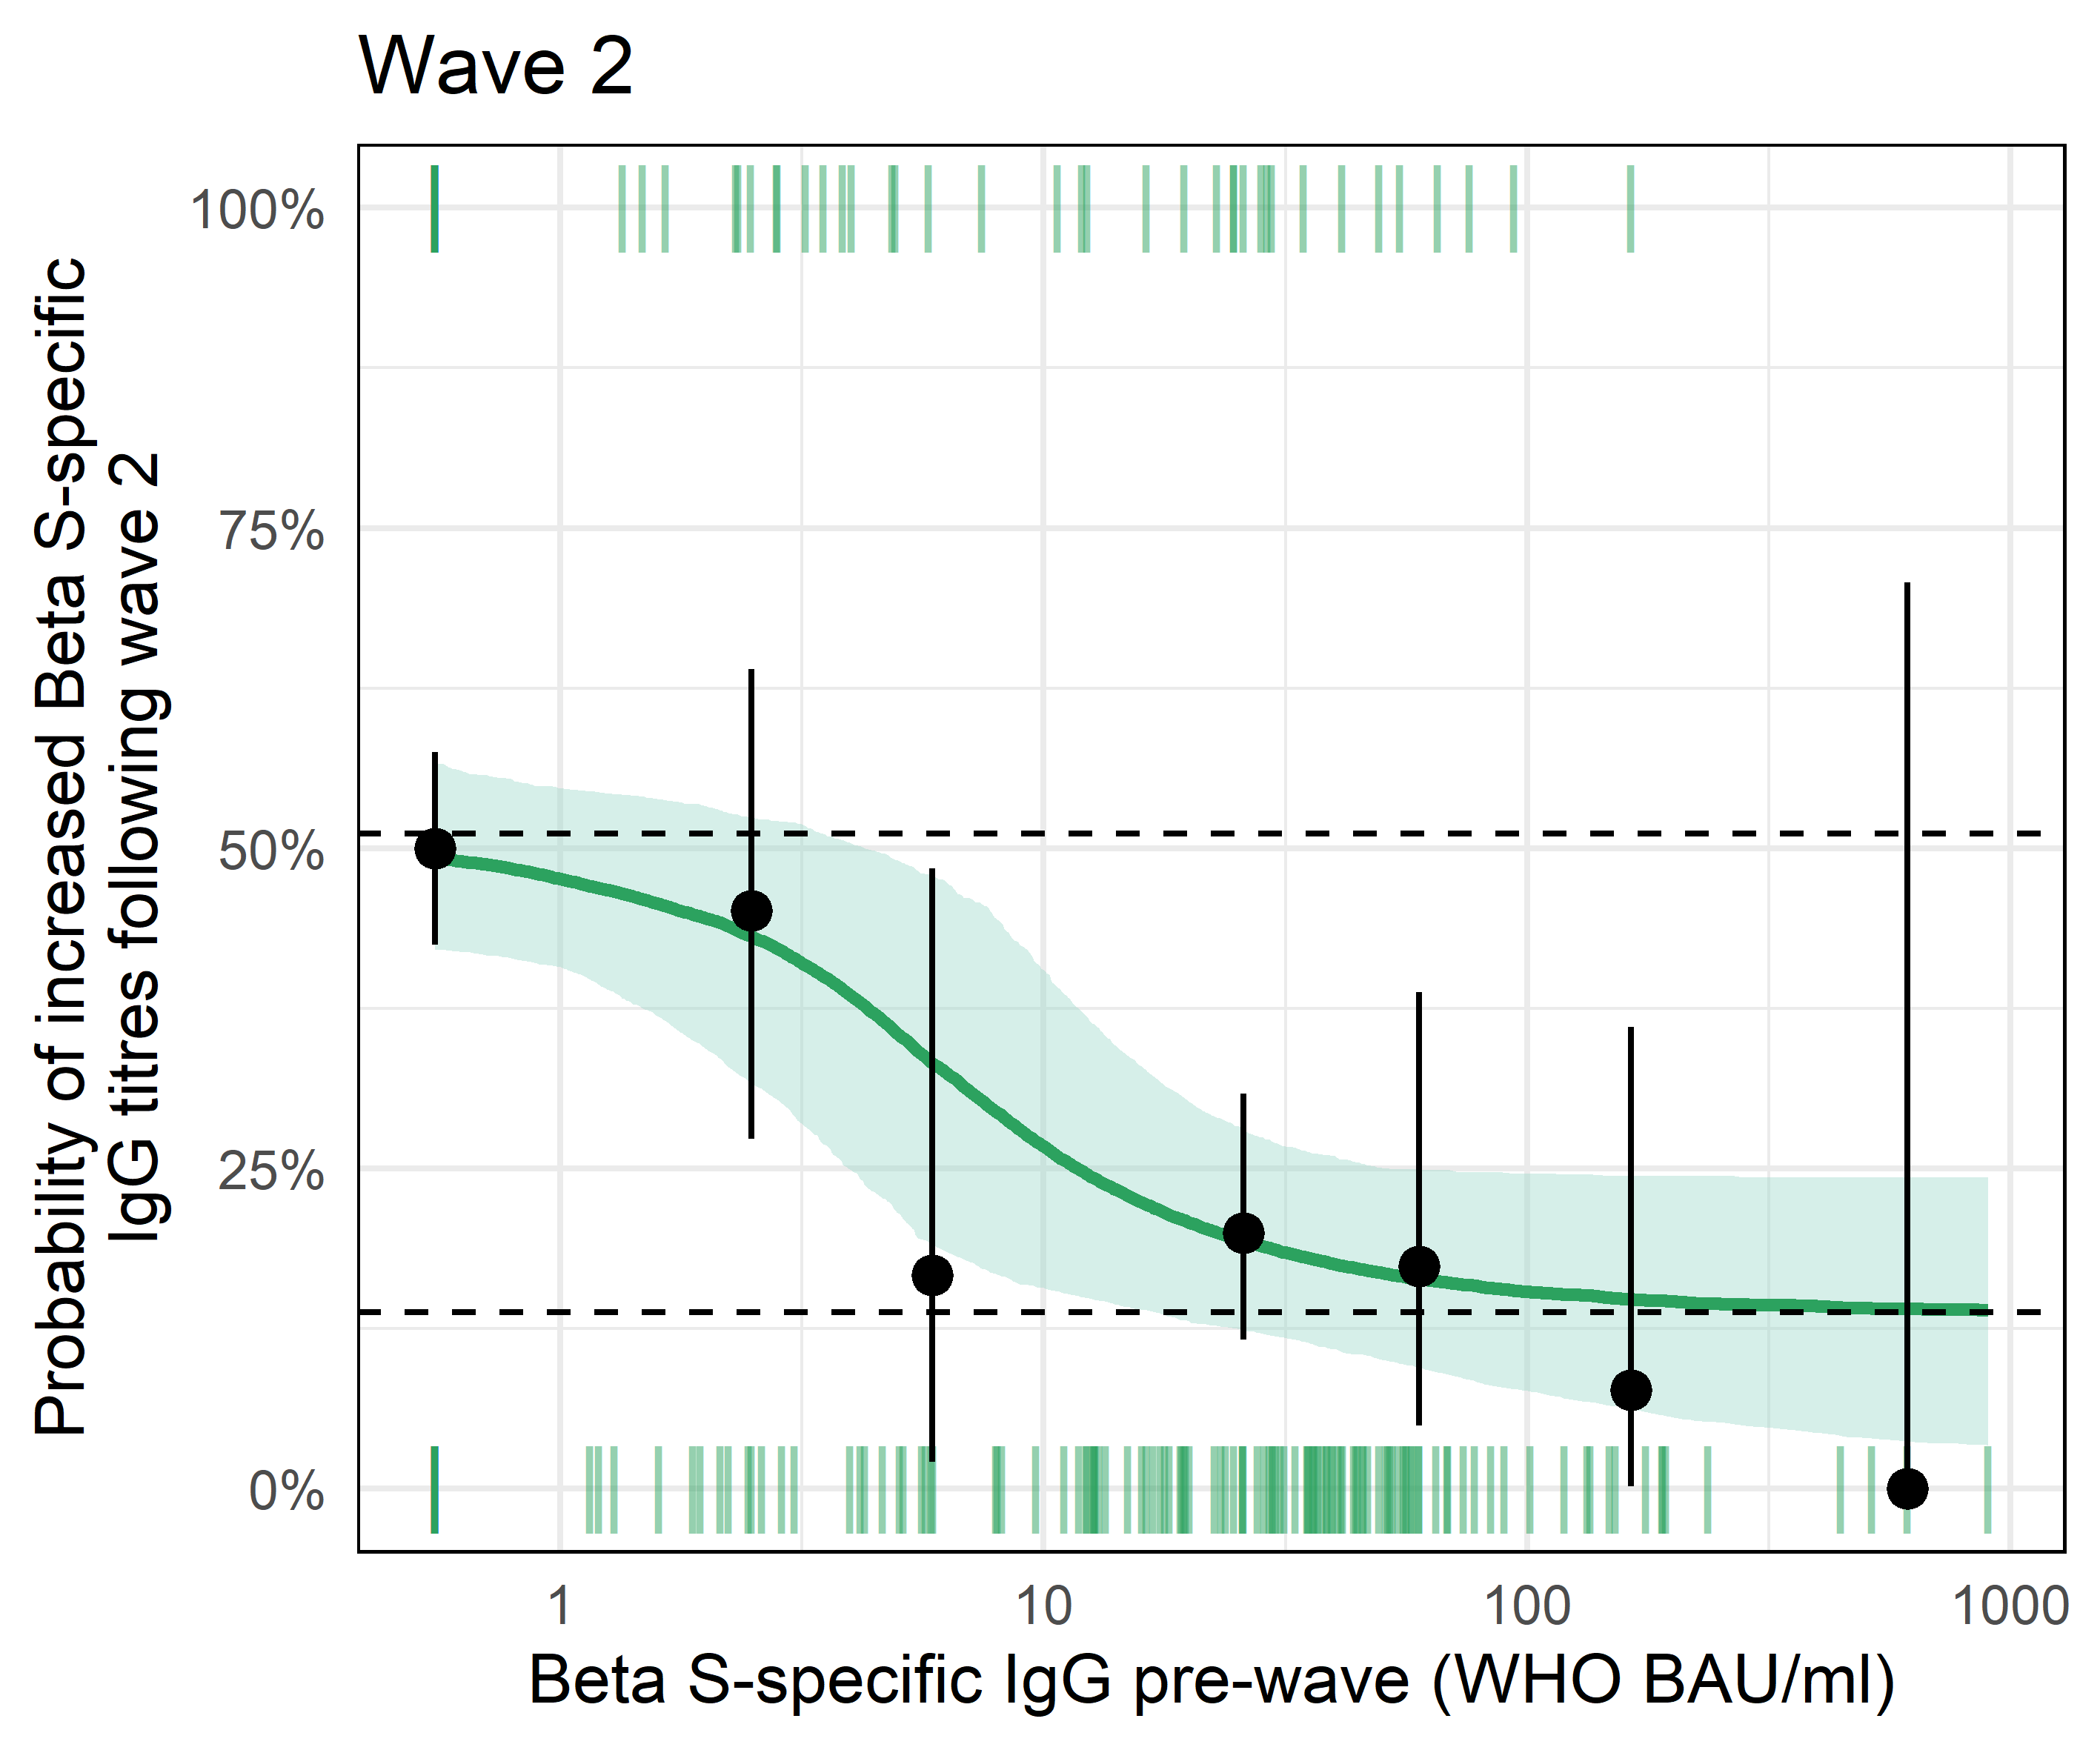 Wave 2
Probability of increased Beta S-specific
IgG titres following wave 2
100%
75%
50%
25%
0%
1 10 100 1000
Beta S-specific IgG pre-wave (WHO BAU/ml)